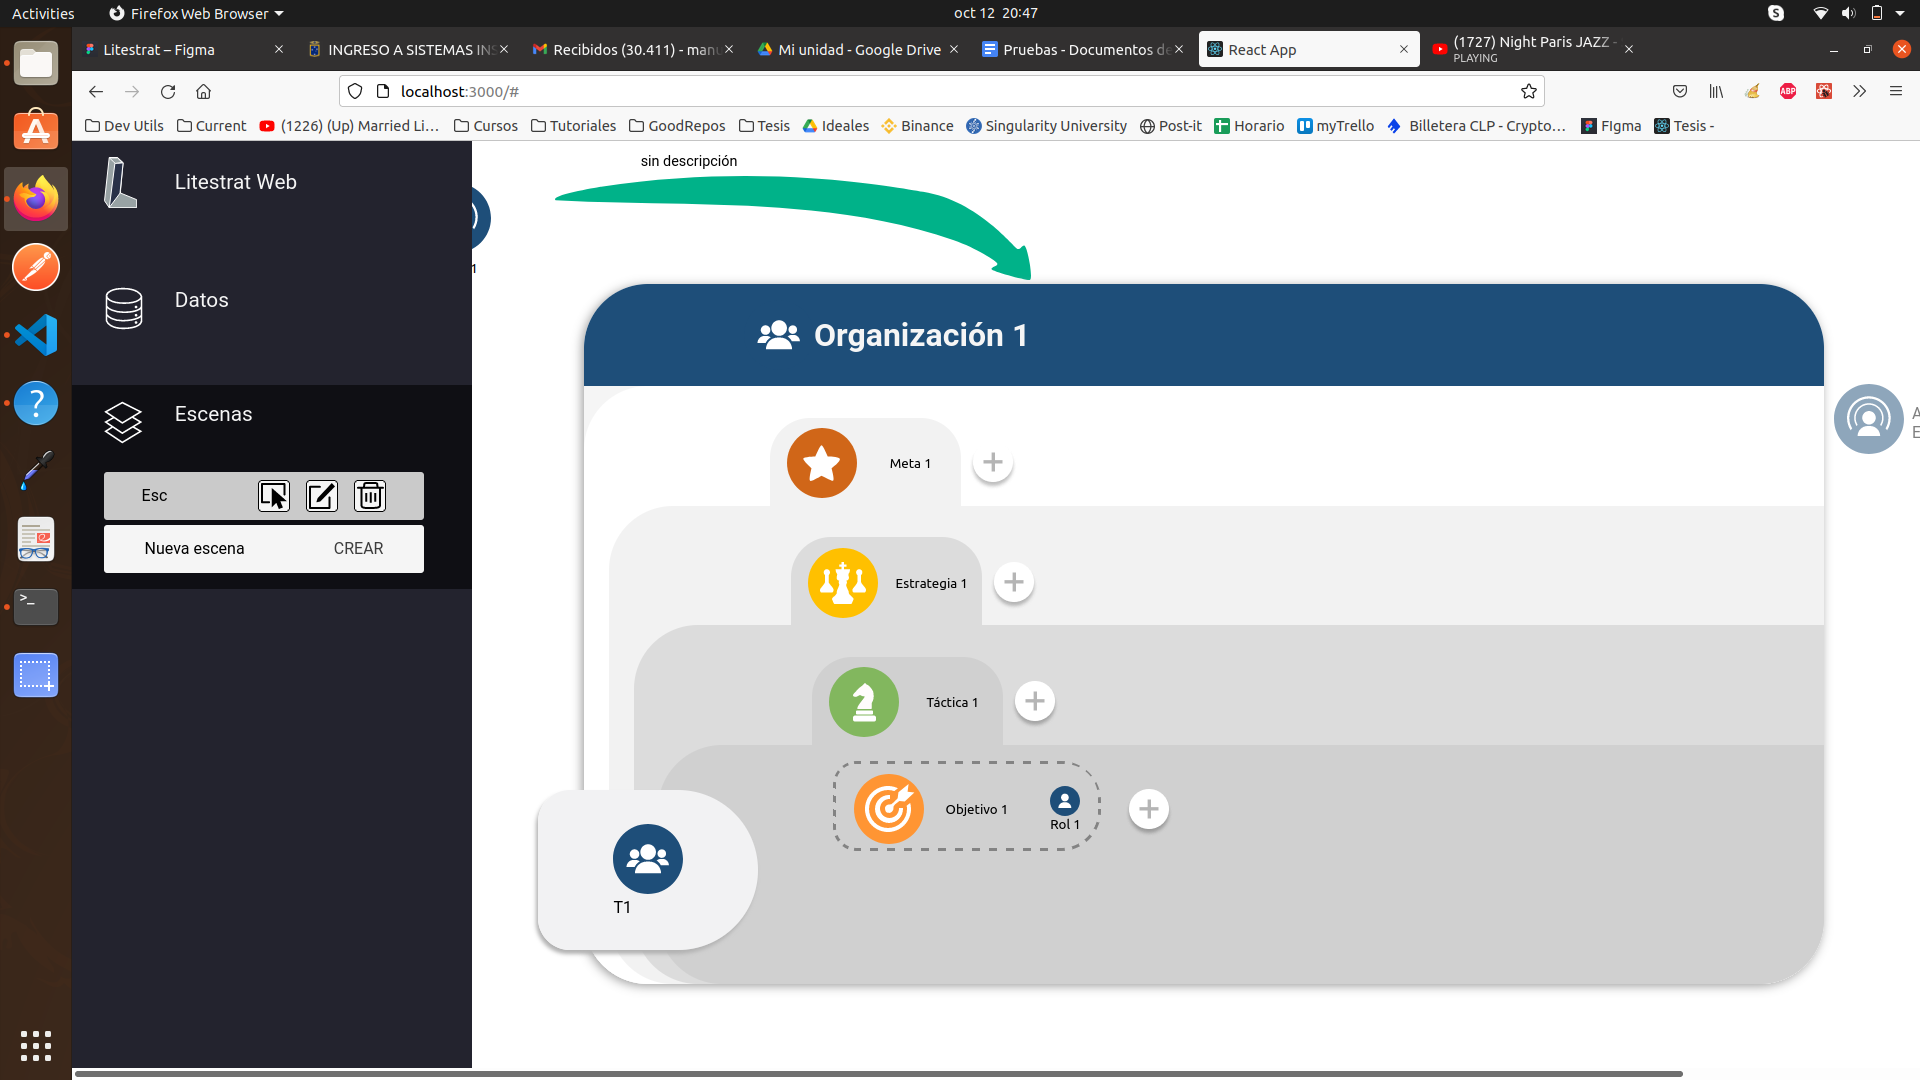 Activities
Firefox Web Browser
oct 12 20:47
Litestrat – Figma
INGRESO A SISTEMAS INS
Recibidos (30.411) - manu
Mi unidad - Google Drive
Pruebas - Documentos de
React App
(1727) Night Paris JAZZ -
PLAYING
localhost:3000/#
ABP
Dev Utils
Current
(1226) (Up) Married Li…
Cursos
Tutoriales
GoodRepos
Tesis
Ideales
Binance
Singularity University
Post-it
Horario
myTrello
Billetera CLP - Crypto…
FIgma
Tesis -
Litestrat Web
Datos
Escenas
Esc
Nueva escena
CREAR
sin descripción
1
Organización 1
Meta 1
Estrategia 1
Táctica 1
Objetivo 1
Rol 1
T1
A
E